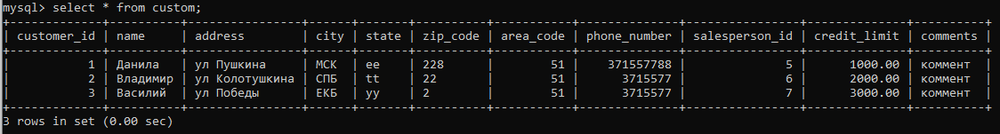 mysql> select * from custom;
+-------------+----------+----------------+------+-------+----------+-----------+--------------+----------------+--------------+----------+
| customer_id | name     | address        | city | state | zip_code | area_code | phone_number | salesperson_id | credit_limit | comments |
+-------------+----------+----------------+------+-------+----------+-----------+--------------+----------------+--------------+----------+
|           1 | Данила   | ул Пушкина     | МСК  | ee    | 228      |        51 |    371557788 |              5 |      1000.00 | коммент  |
|           2 | Владимир | ул Колотушкина | СПБ  | tt    | 22       |        51 |      3715577 |              6 |      2000.00 | коммент  |
|           3 | Василий  | ул Победы      | ЕКБ  | yy    | 2        |        51 |      3715577 |              7 |      3000.00 | коммент  |
+-------------+----------+----------------+------+-------+----------+-----------+--------------+----------------+--------------+----------+
3 rows in set (0.00 sec)